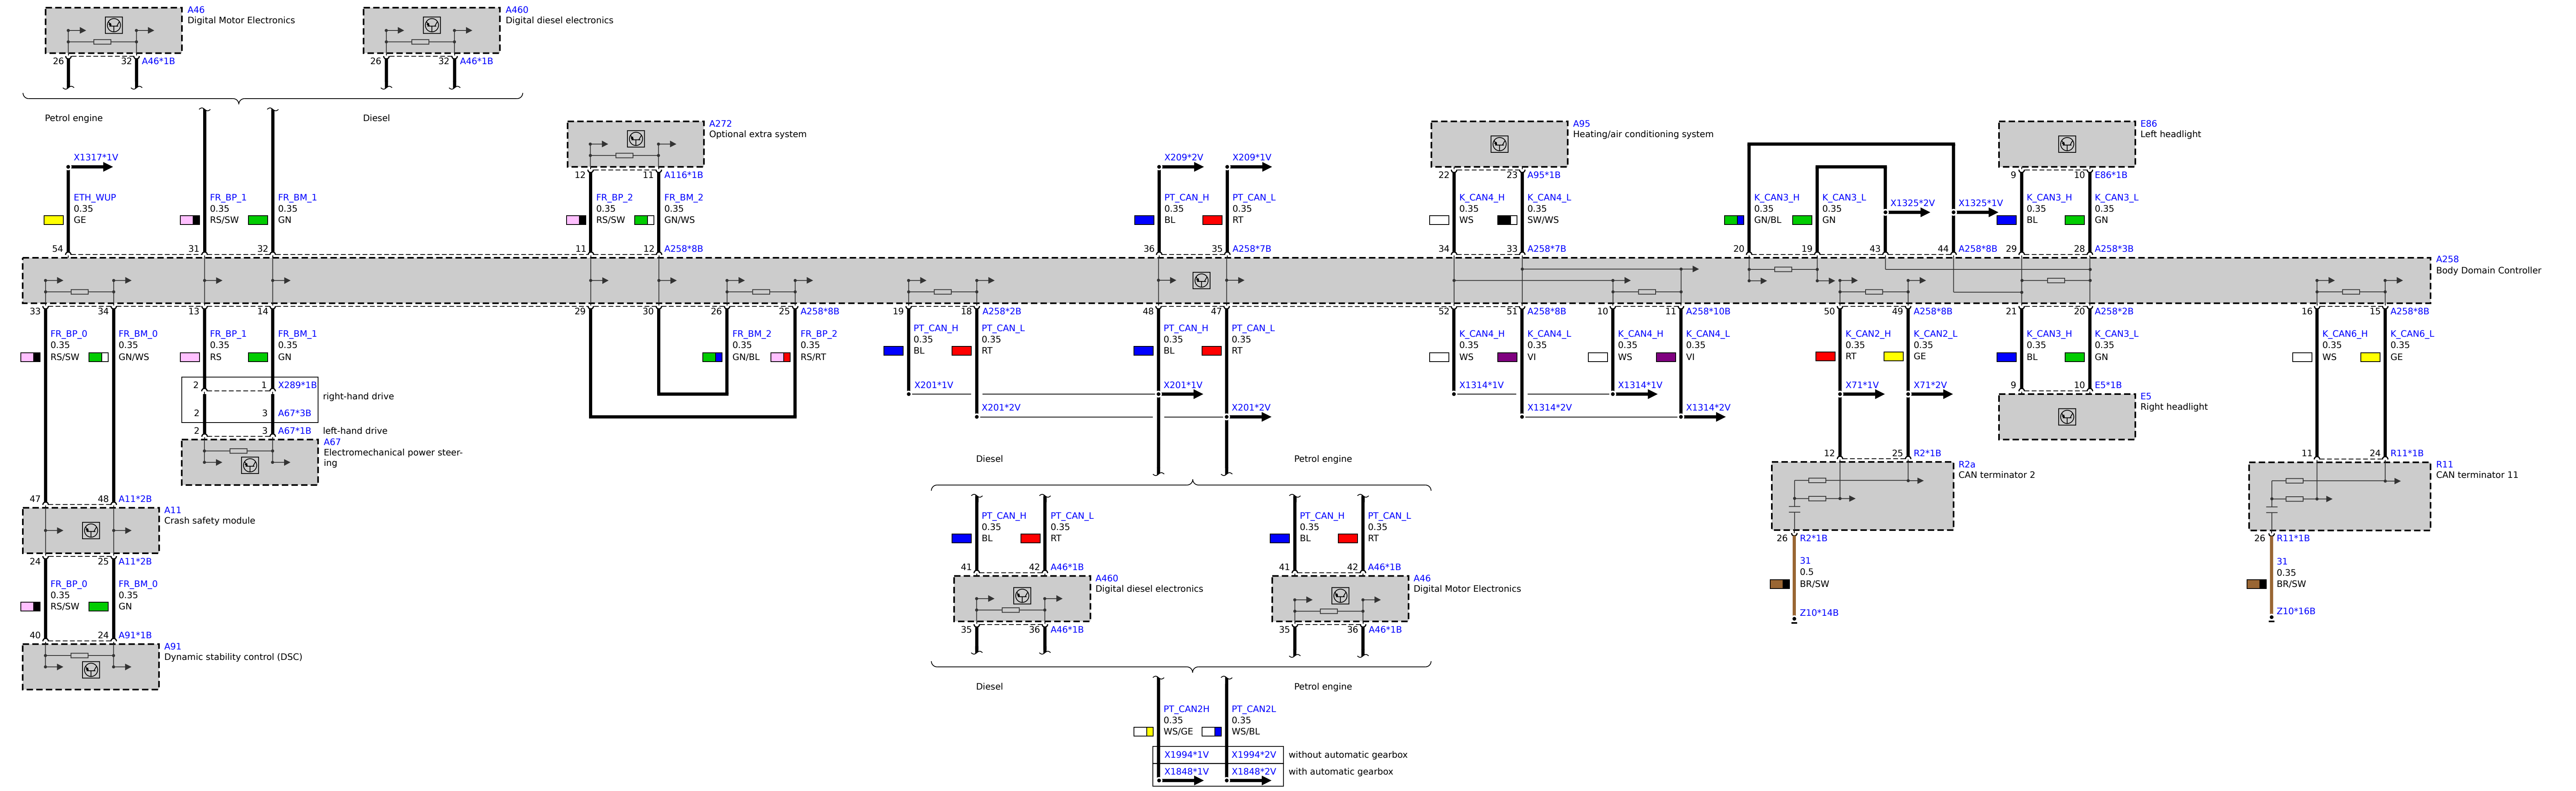 A46
Digital Motor Electronics
A460
Digital diesel electronics
26 32 A46*1B
26 32 A46*1B
Petrol engine
Diesel
X1317*1V
ETH_WUP
0.35
GE
FR_BP_1
0.35
RS/SW
FR_BM_1
0.35
GN
54 31 32
A272
Optional extra system
12 11 A116*1B
FR_BP_2
0.35
RS/SW
FR_BM_2
0.35
GN/WS
11 12 A258*8B
X209*2V
X209*1V
PT_CAN_H
0.35
BL
PT_CAN_L
0.35
RT
36 35 A258*7B
A95
Heating/air conditioning system
22 23 A95*1B
K_CAN4_H
0.35
WS
K_CAN4_L
0.35
SW/WS
34 33 A258*7B
K_CAN3_H
0.35
GN/BL
K_CAN3_L
0.35
GN
X1325*2V
X1325*1V
20 19 43 44 A258*8B
E86
Left headlight
9 10 E86*1B
K_CAN3_H
0.35
BL
K_CAN3_L
0.35
GN
29 28 A258*3B
A258
Body Domain Controller
33 34 13 14
FR_BP_0
0.35
RS/SW
FR_BM_0
0.35
GN/WS
FR_BP_1
0.35
RS
FR_BM_1
0.35
GN
2 1 X289*1B
right-hand drive
2 3 A67*3B
2 3 A67*1B
left-hand drive
A67
Electromechanical power steer-
ing
47 48 A11*2B
A11
Crash safety module
24 25 A11*2B
FR_BP_0
0.35
RS/SW
FR_BM_0
0.35
GN
40 24 A91*1B
A91
Dynamic stability control (DSC)
29 30 26 25 A258*8B
FR_BM_2
0.35
GN/BL
FR_BP_2
0.35
RS/RT
19 18 A258*2B
PT_CAN_H
0.35
BL
PT_CAN_L
0.35
RT
X201*1V
X201*2V
48 47
PT_CAN_H
0.35
BL
PT_CAN_L
0.35
RT
X201*1V
X201*2V
Diesel
Petrol engine
PT_CAN_H
0.35
BL
PT_CAN_L
0.35
RT
41 42 A46*1B
A460
Digital diesel electronics
35 36 A46*1B
PT_CAN_H
0.35
BL
PT_CAN_L
0.35
RT
41 42 A46*1B
A46
Digital Motor Electronics
35 36 A46*1B
Diesel
Petrol engine
PT_CAN2H
0.35
WS/GE
PT_CAN2L
0.35
WS/BL
X1994*1V X1994*2V without automatic gearbox
X1848*1V X1848*2V with automatic gearbox
52 51 A258*8B
K_CAN4_H
0.35
WS
K_CAN4_L
0.35
VI
X1314*1V
X1314*2V
10 11 A258*10B
K_CAN4_H
0.35
WS
K_CAN4_L
0.35
VI
X1314*1V
X1314*2V
50 49 A258*8B
K_CAN2_H
0.35
RT
K_CAN2_L
0.35
GE
X71*1V
X71*2V
12 25 R2*1B
R2a
CAN terminator 2
26 R2*1B
31
0.5
BR/SW
Z10*14B
21 20 A258*2B
K_CAN3_H
0.35
BL
K_CAN3_L
0.35
GN
9 10 E5*1B
E5
Right headlight
16 15 A258*8B
K_CAN6_H
0.35
WS
K_CAN6_L
0.35
GE
11 24 R11*1B
R11
CAN terminator 11
26 R11*1B
31
0.35
BR/SW
Z10*16B